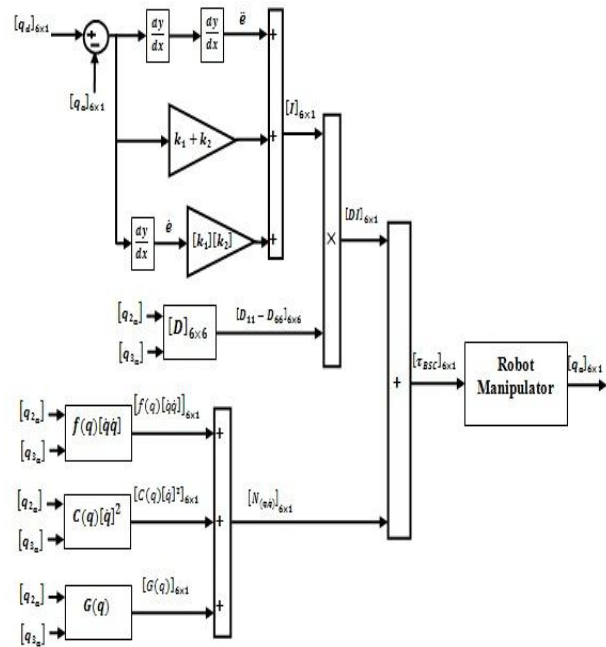 [q_d]_{6×1}
+
−
[q_a]_{6×1}
dy/dx
dy/dx
ë
+
k_1 + k_2
+
[I]_{6×1}
dy/dx
ė
[k_1][k_2]
+
×
[DI]_{6×1}
[q_{2_a}]
[q_{3_a}]
[D]_{6×6}
[D_{11} − D_{66}]_{6×6}
+
[τ_{BSC}]_{6×1}
Robot
Manipulator
[q_a]_{6×1}
[q_{2_a}]
[q_{3_a}]
f(q)[q̇q̇]
[f(q)[q̇q̇]]_{6×1}
+
[q_{2_a}]
[q_{3_a}]
C(q)[q̇]^2
[C(q)[q̇]^2]_{6×1}
+
[N_{(qq̇)}]_{6×1}
[q_{2_a}]
[q_{3_a}]
G(q)
[G(q)]_{6×1}
+